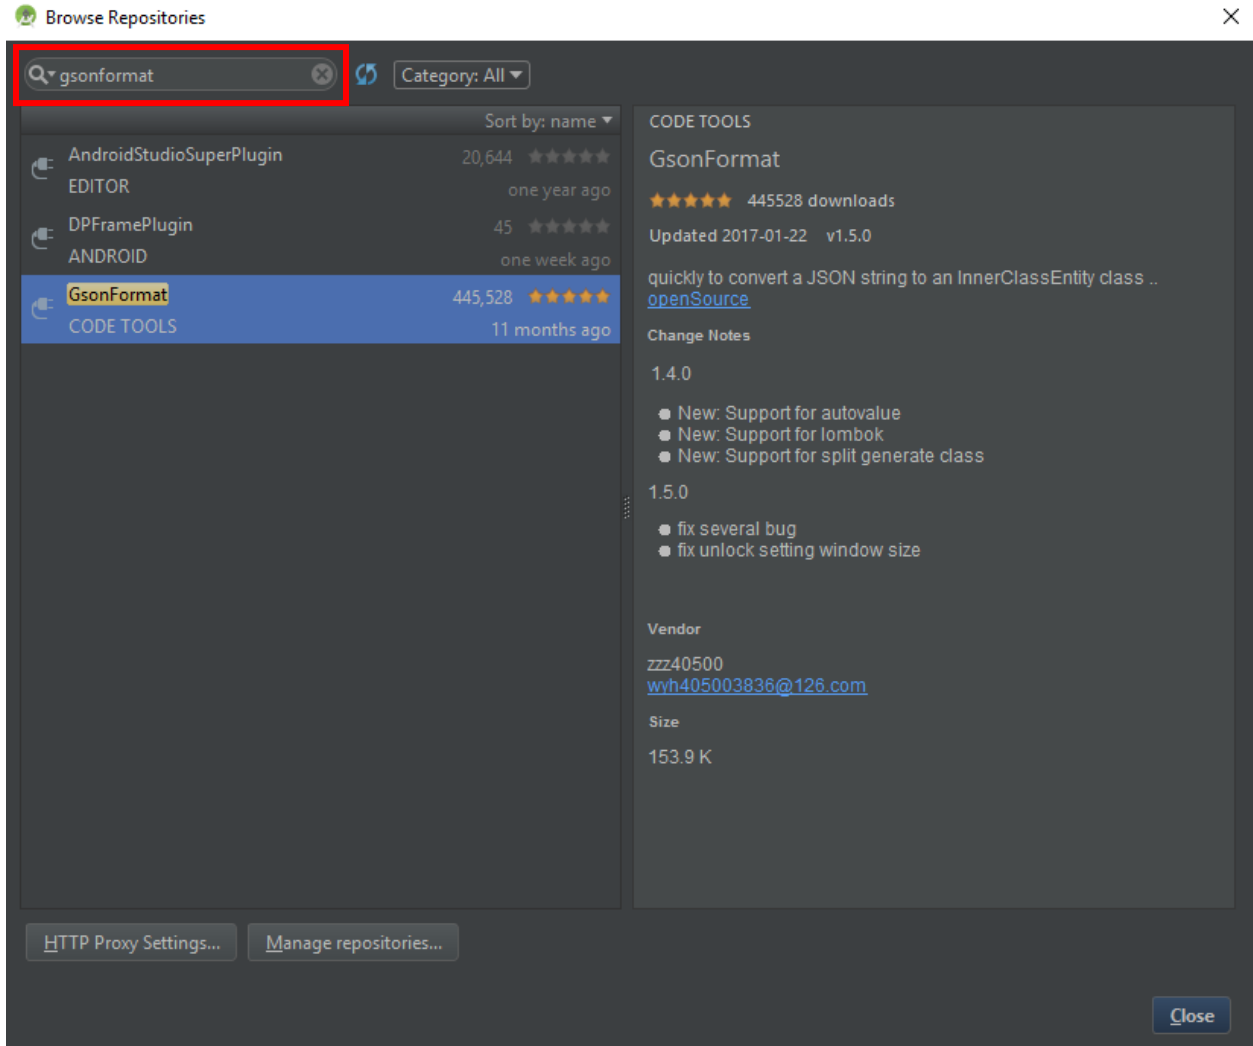 Browse Repositories
gsonformat
Category: All
Sort by: name
AndroidStudioSuperPlugin 20,644
EDITOR one year ago
DPFramePlugin 45
ANDROID one week ago
GsonFormat 445,528
CODE TOOLS 11 months ago
CODE TOOLS
GsonFormat
445528 downloads
Updated 2017-01-22 v1.5.0
quickly to convert a JSON string to an InnerClassEntity class ..
openSource
Change Notes
1.4.0
New: Support for autovalue
New: Support for lombok
New: Support for split generate class
1.5.0
fix several bug
fix unlock setting window size
Vendor
zzz40500
wyh405003836@126.com
Size
153.9 K
HTTP Proxy Settings...
Manage repositories...
Close